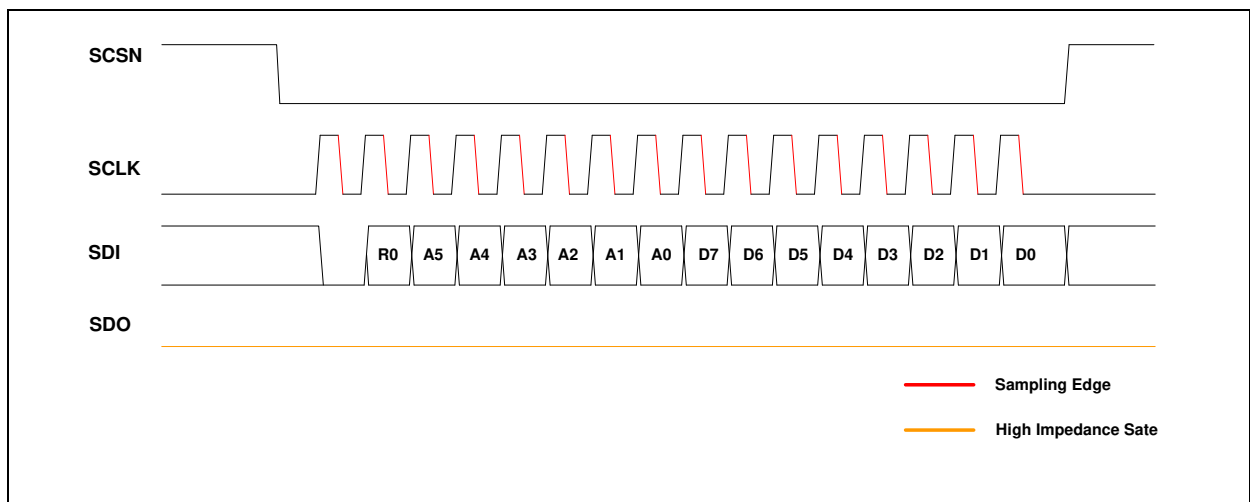 SCSN
SCLK
SDI
R0 A5 A4 A3 A2 A1 A0 D7 D6 D5 D4 D3 D2 D1 D0
SDO
Sampling Edge
High Impedance Sate